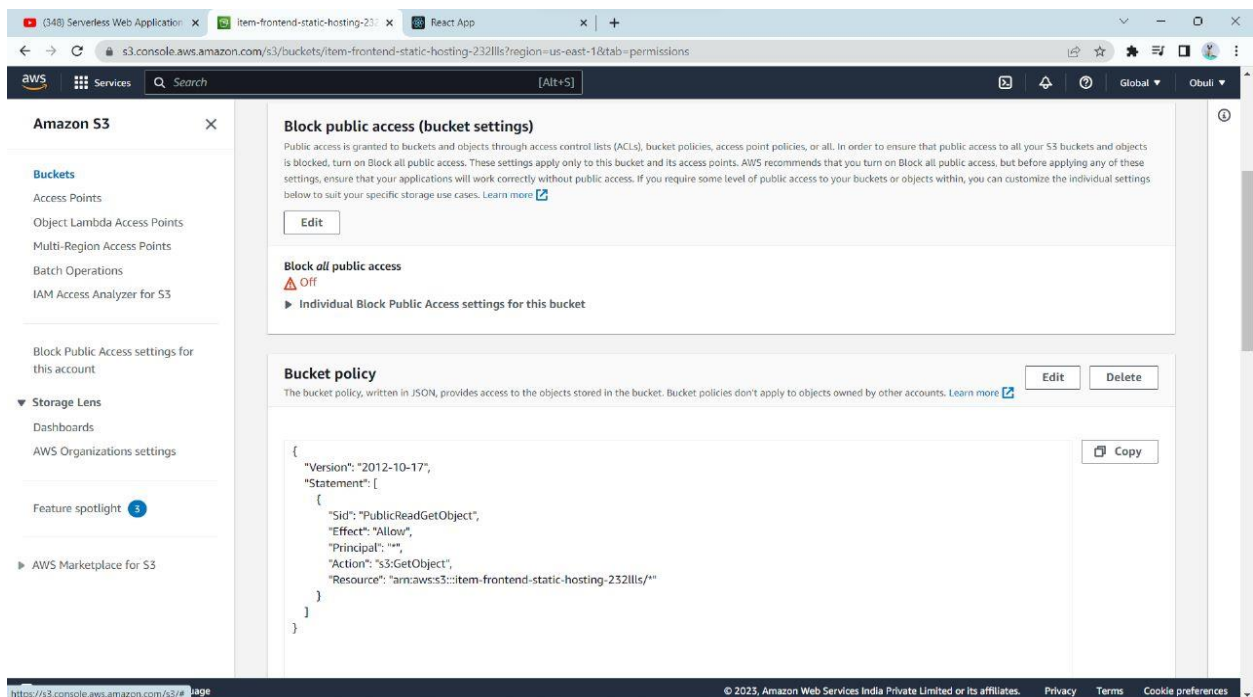 (348) Serverless Web Application
item-frontend-static-hosting-232
React App
s3.console.aws.amazon.com/s3/buckets/item-frontend-static-hosting-232llls?region=us-east-1&tab=permissions
aws
Services
Search
[Alt+S]
Global
Obuli
Amazon S3
Buckets
Access Points
Object Lambda Access Points
Multi-Region Access Points
Batch Operations
IAM Access Analyzer for S3
Block Public Access settings for
this account
Storage Lens
Dashboards
AWS Organizations settings
Feature spotlight 3
AWS Marketplace for S3
Block public access (bucket settings)
Public access is granted to buckets and objects through access control lists (ACLs), bucket policies, access point policies, or all. In order to ensure that public access to all your S3 buckets and objects
is blocked, turn on Block all public access. These settings apply only to this bucket and its access points. AWS recommends that you turn on Block all public access, but before applying any of these
settings, ensure that your applications will work correctly without public access. If you require some level of public access to your buckets or objects within, you can customize the individual settings
below to suit your specific storage use cases. Learn more
Edit
Block all public access
Off
Individual Block Public Access settings for this bucket
Bucket policy
The bucket policy, written in JSON, provides access to the objects stored in the bucket. Bucket policies don't apply to objects owned by other accounts. Learn more
Edit
Delete
Copy
{
"Version": "2012-10-17",
"Statement": [
{
"Sid": "PublicReadGetObject",
"Effect": "Allow",
"Principal": "*",
"Action": "s3:GetObject",
"Resource": "arn:aws:s3:::item-frontend-static-hosting-232llls/*"
}
]
}
https://s3.console.aws.amazon.com/s3/#
uage
© 2023, Amazon Web Services India Private Limited or its affiliates.
Privacy
Terms
Cookie preferences